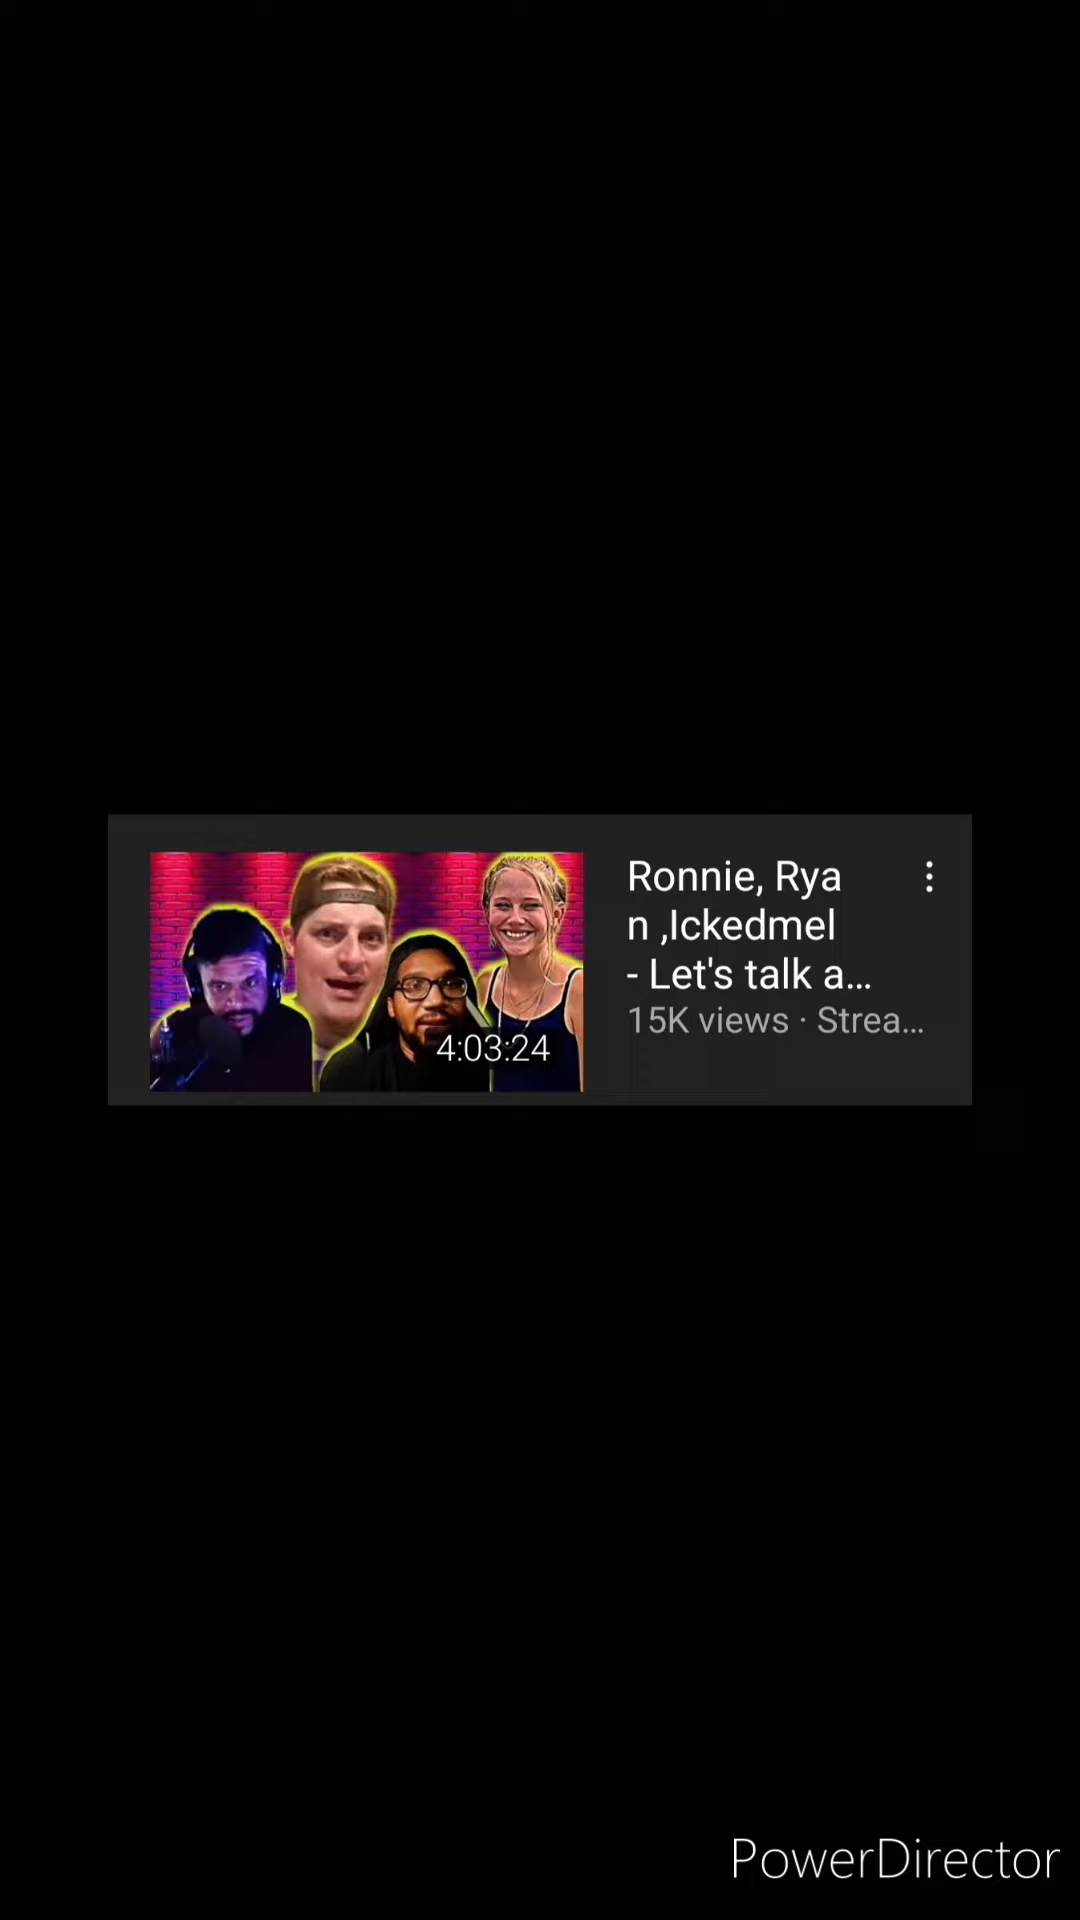 Ronnie, Rya
n ,Ickedmel
- Let's talk a...
15K views · Strea...
4:03:24
PowerDirector